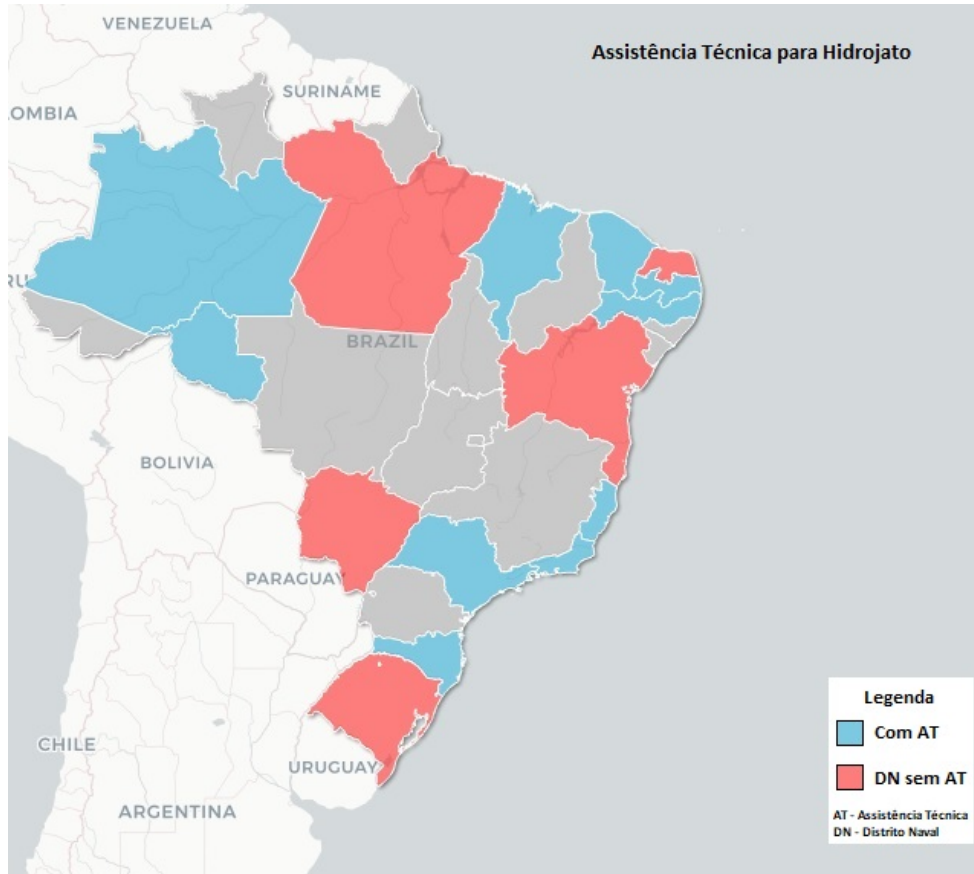 VENEZUELA
Assistência Técnica para Hidrojato
SURINAME
OMBIA
RU
BRAZIL
BOLIVIA
PARAGUAY
Legenda
Com AT
CHILE
URUGUAY
DN sem AT
ARGENTINA
AT - Assistência Técnica
DN - Distrito Naval